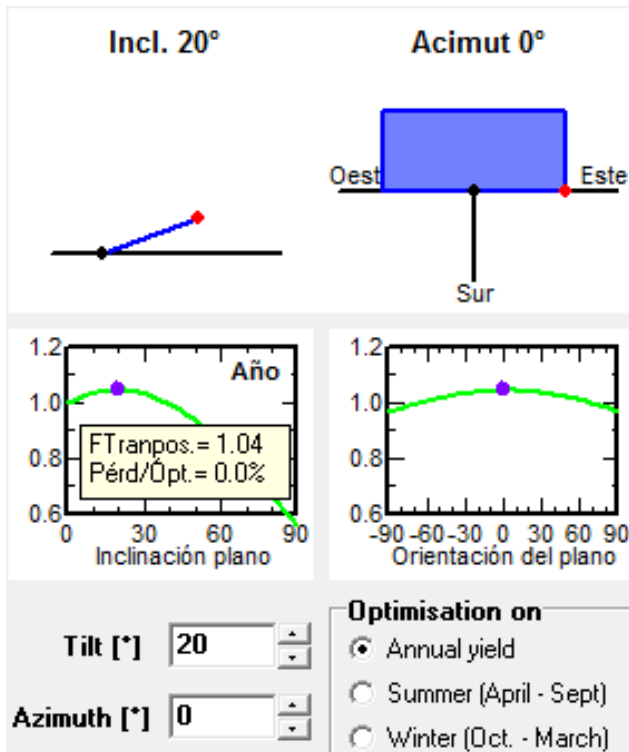 Incl. 20°
Acimut 0°
Oest
Este
Sur
1.2
1.0
0.8
0.6
Año
FTranpos.= 1.04
Pérd/Ópt.= 0.0%
0 30 60 90
Inclinación plano
1.2
1.0
0.8
0.6
-90 -60 -30 0 30 60 90
Orientación del plano
Tilt [°] 20
Azimuth [°] 0
Optimisation on
Annual yield
Summer (April - Sept)
Winter (Oct. - March)